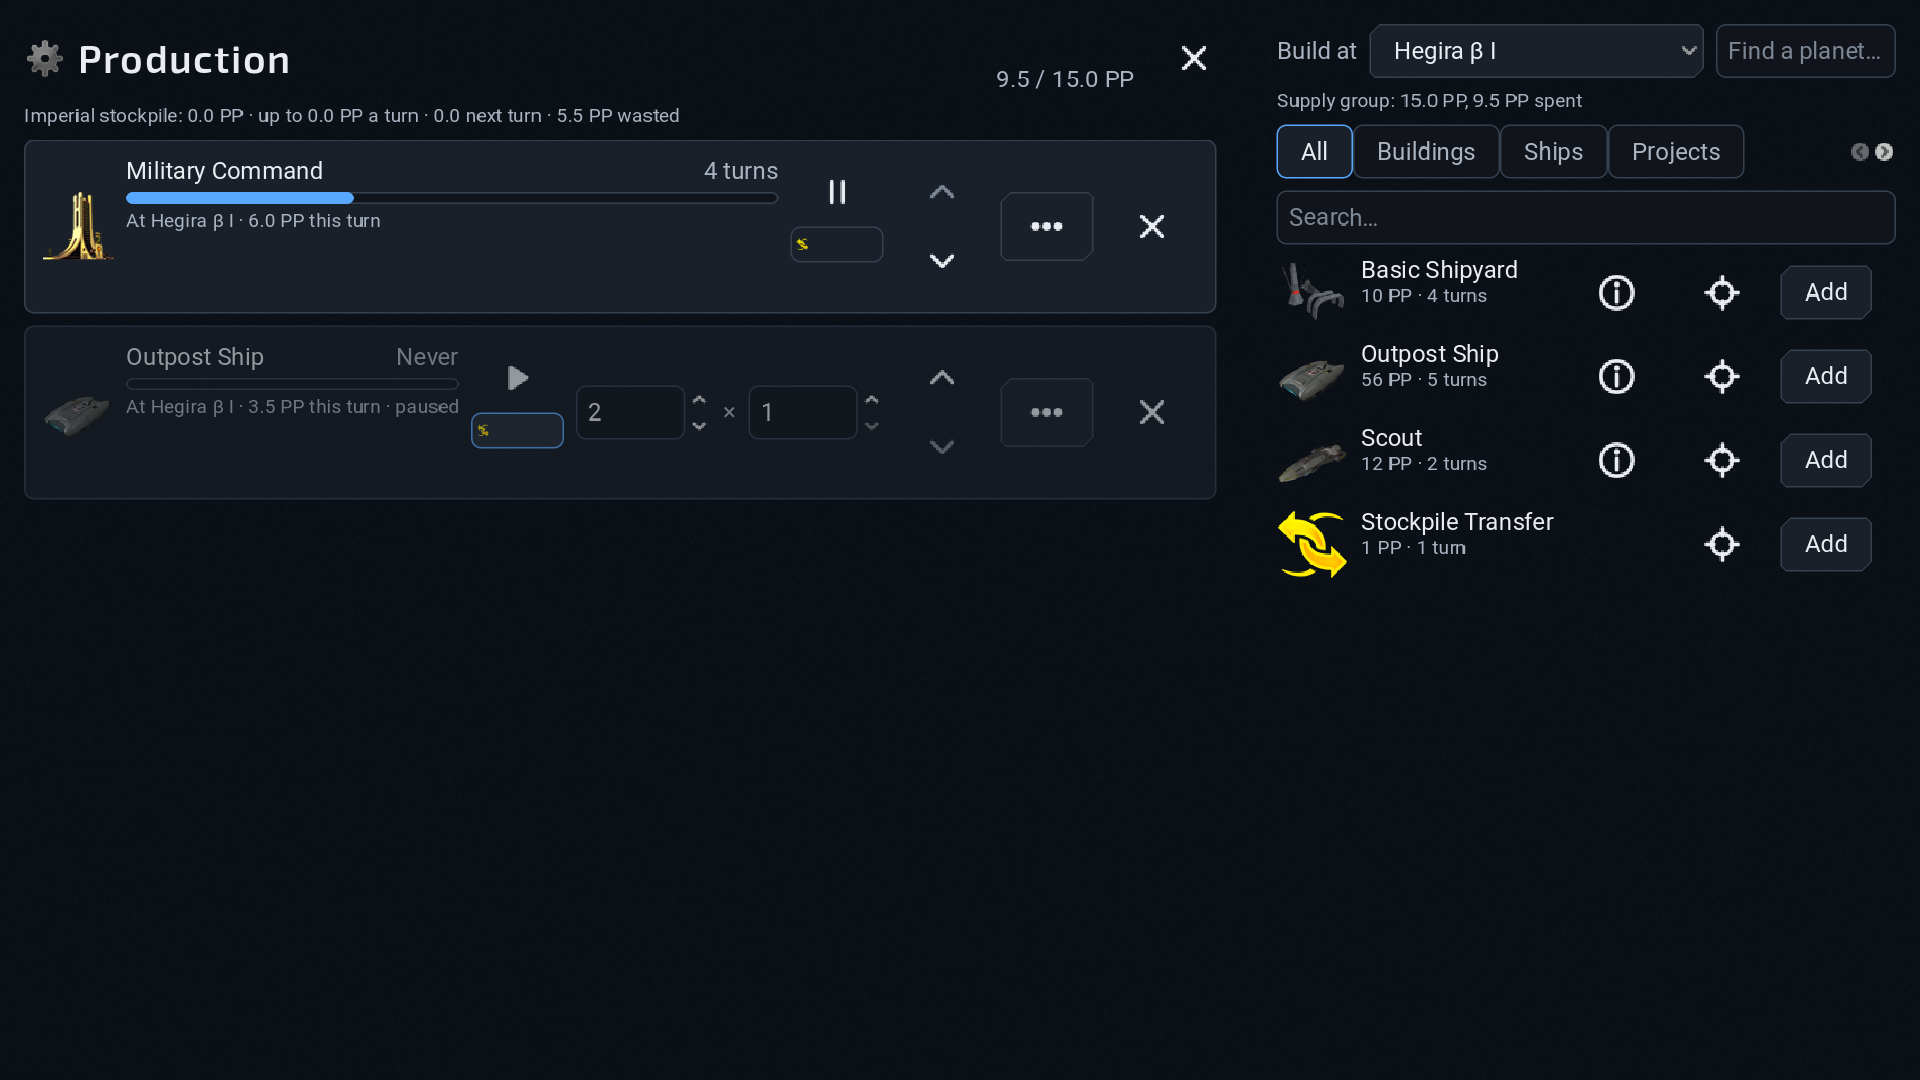 Production
9.5 / 15.0 PP
Imperial stockpile: 0.0 PP · up to 0.0 PP a turn · 0.0 next turn · 5.5 PP wasted
Military Command
4 turns
At Hegira β I · 6.0 PP this turn
Outpost Ship
Never
At Hegira β I · 3.5 PP this turn · paused
2
×
1
Build at
Hegira β I
Find a planet...
Supply group: 15.0 PP, 9.5 PP spent
All
Buildings
Ships
Projects
Search...
Basic Shipyard
10 PP · 4 turns
Add
Outpost Ship
56 PP · 5 turns
Add
Scout
12 PP · 2 turns
Add
Stockpile Transfer
1 PP · 1 turn
Add